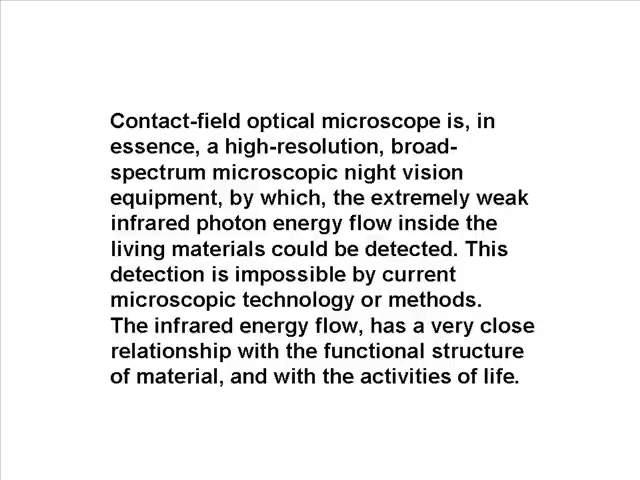 Contact-field optical microscope is, in
essence, a high-resolution, broad-
spectrum microscopic night vision
equipment, by which, the extremely weak
infrared photon energy flow inside the
living materials could be detected. This
detection is impossible by current
microscopic technology or methods.
The infrared energy flow, has a very close
relationship with the functional structure
of material, and with the activities of life.